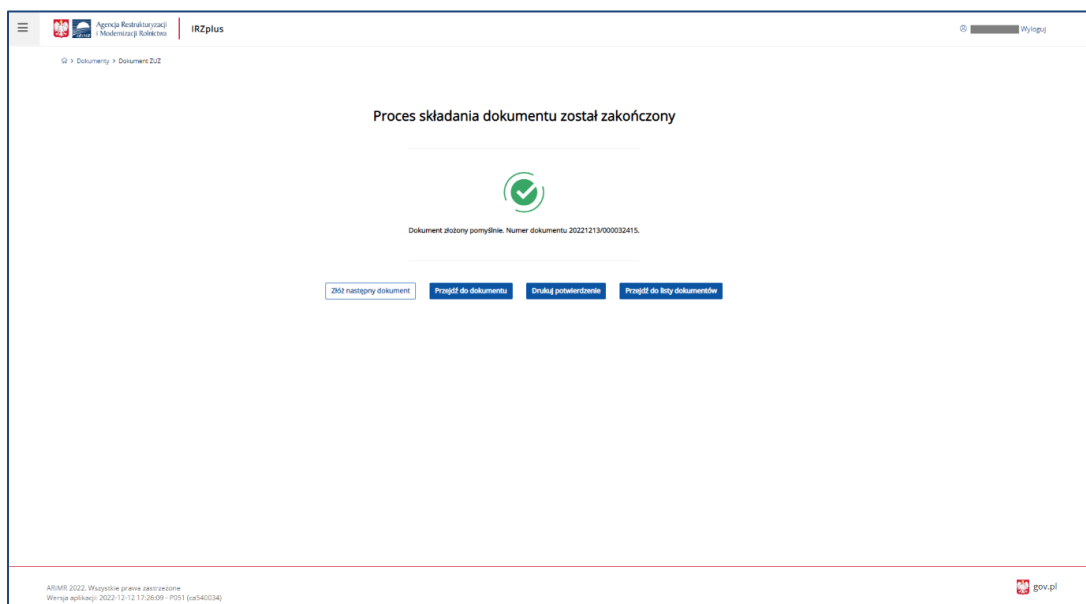 Agencja Restrukturyzacji
i Modernizacji Rolnictwa
IRZplus
Wyloguj
> Dokumenty > Dokument ZUZ
Proces składania dokumentu został zakończony
Dokument złożony pomyślnie. Numer dokumentu 20221213/000032415.
Złóż następny dokument
Przejdź do dokumentu
Drukuj potwierdzenie
Przejdź do listy dokumentów
ARiMR 2022. Wszystkie prawa zastrzeżone
Wersja aplikacji: 2022-12-12 17:26:09 - P051 (ca540034)
gov.pl